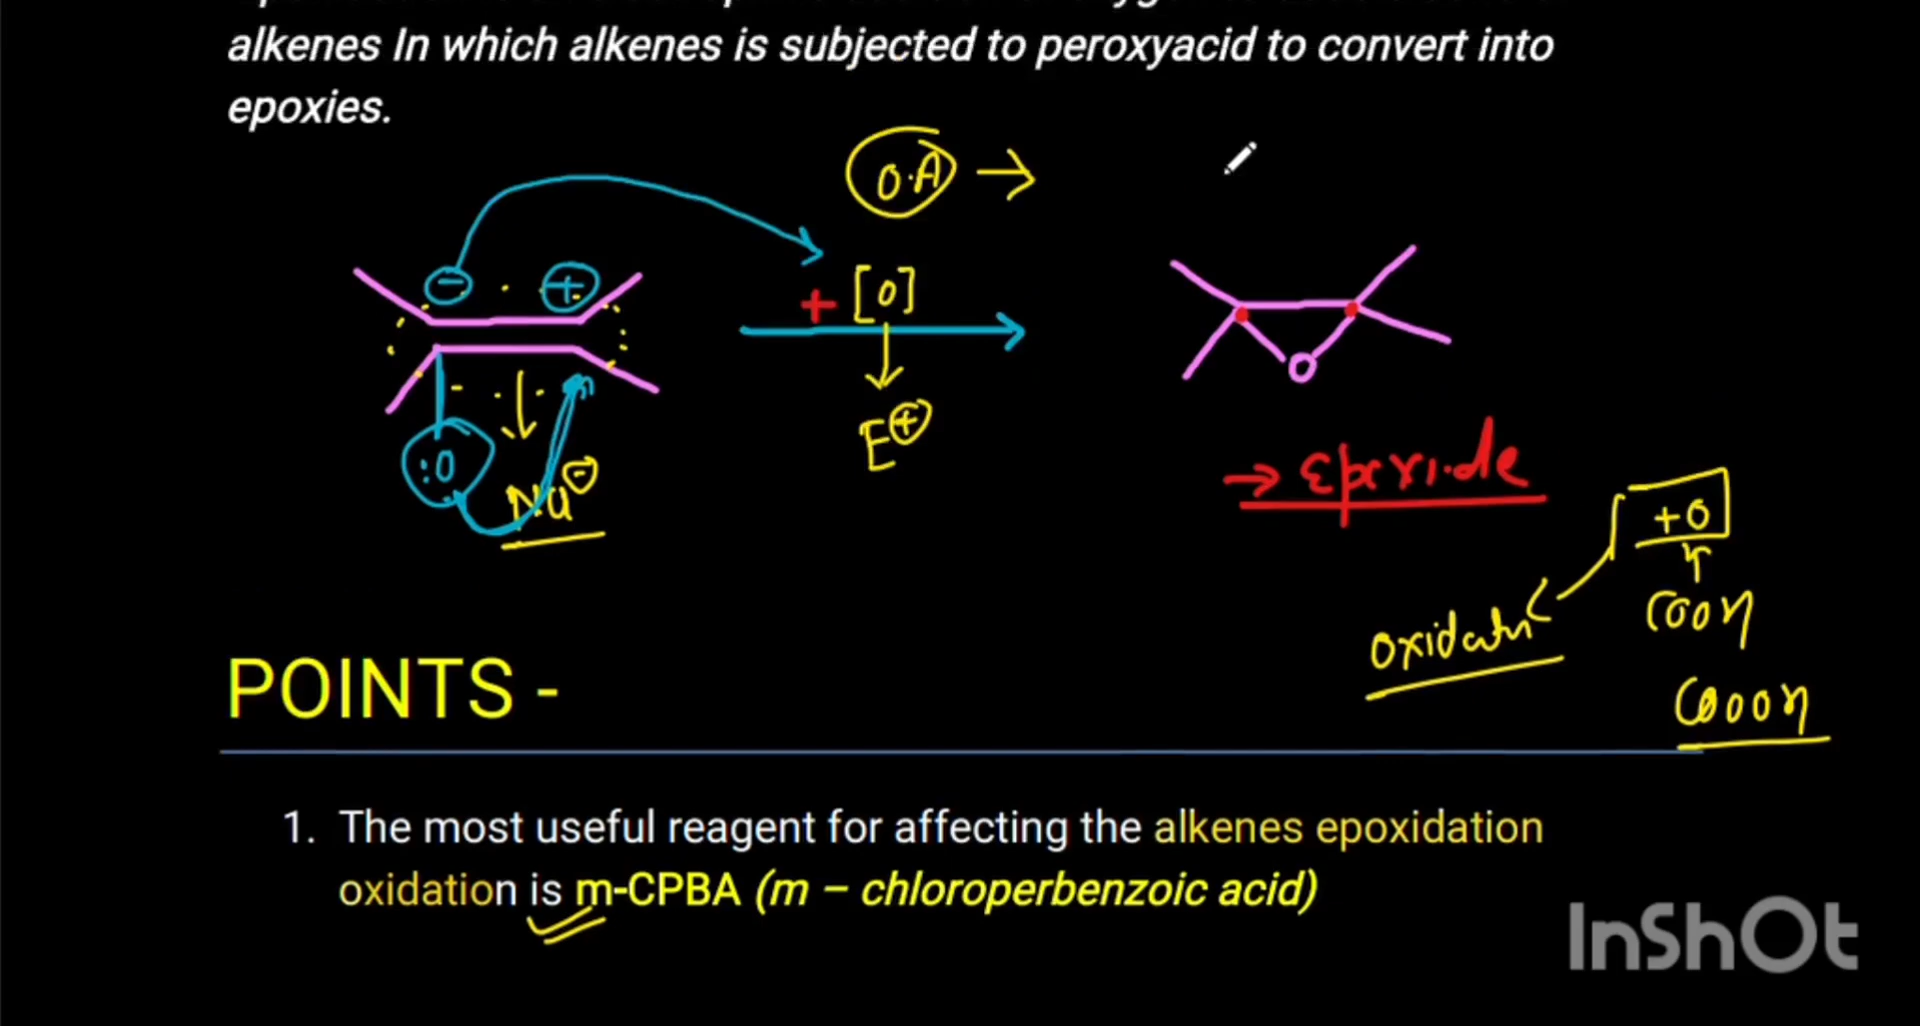 alkenes In which alkenes is subjected to peroxyacid to convert into
epoxies.
O.A →
- +
+ [O]
E+
:O
Nu-
O
→ Epoxide
+O
COOH
oxidatn
COOOH
POINTS -
1. The most useful reagent for affecting the alkenes epoxidation
oxidation is m-CPBA (m – chloroperbenzoic acid)
InShOt